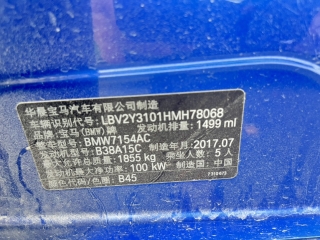 华晨宝马汽车有限公司制造
车辆识别代号: LBV2Y3101HMH78068
品牌: 宝马(BMW)牌 发动机排量: 1499 ml
整车型号: BMW7154AC
发动机型号: B38A15C 制造年月: 2017.07
最大允许总质量: 1855 kg 乘坐人数: 5 人
发动机最大净功率: 100 kW 制造国: 中国
颜色代码/色番: B45